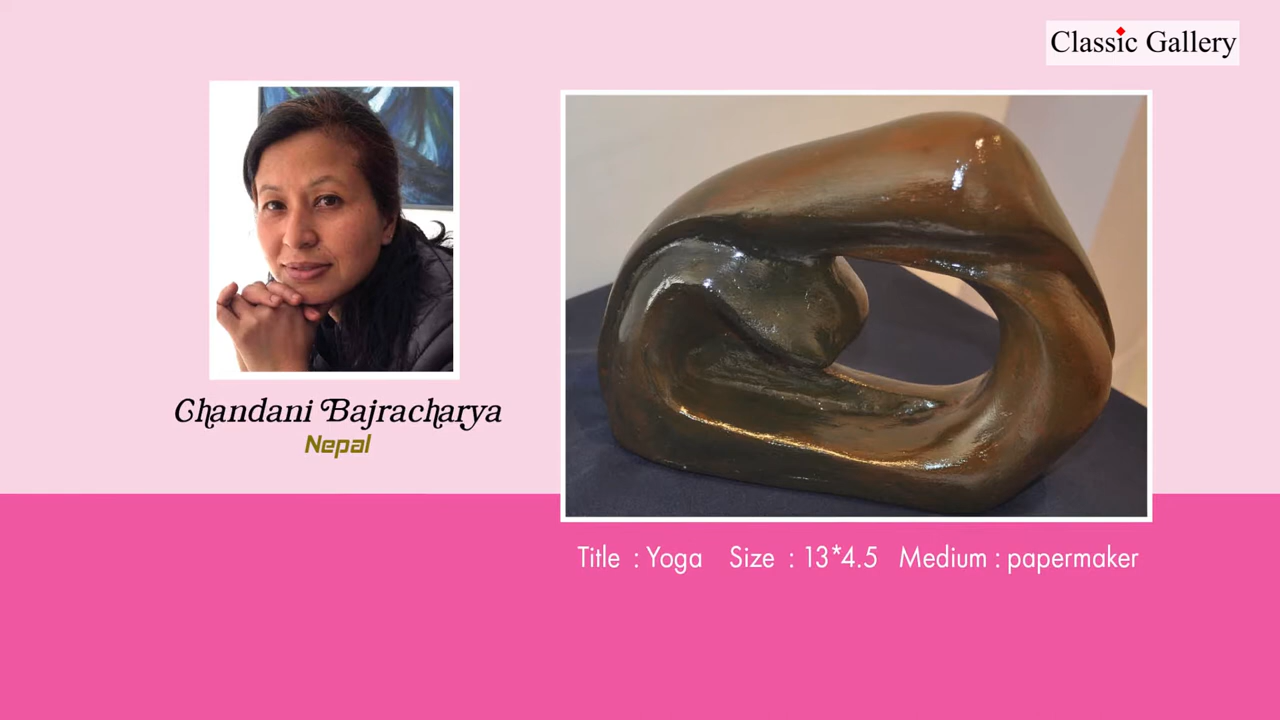 Classic Gallery
Chandani Bajracharya
Nepal
Title : Yoga Size : 13*4.5 Medium : papermaker